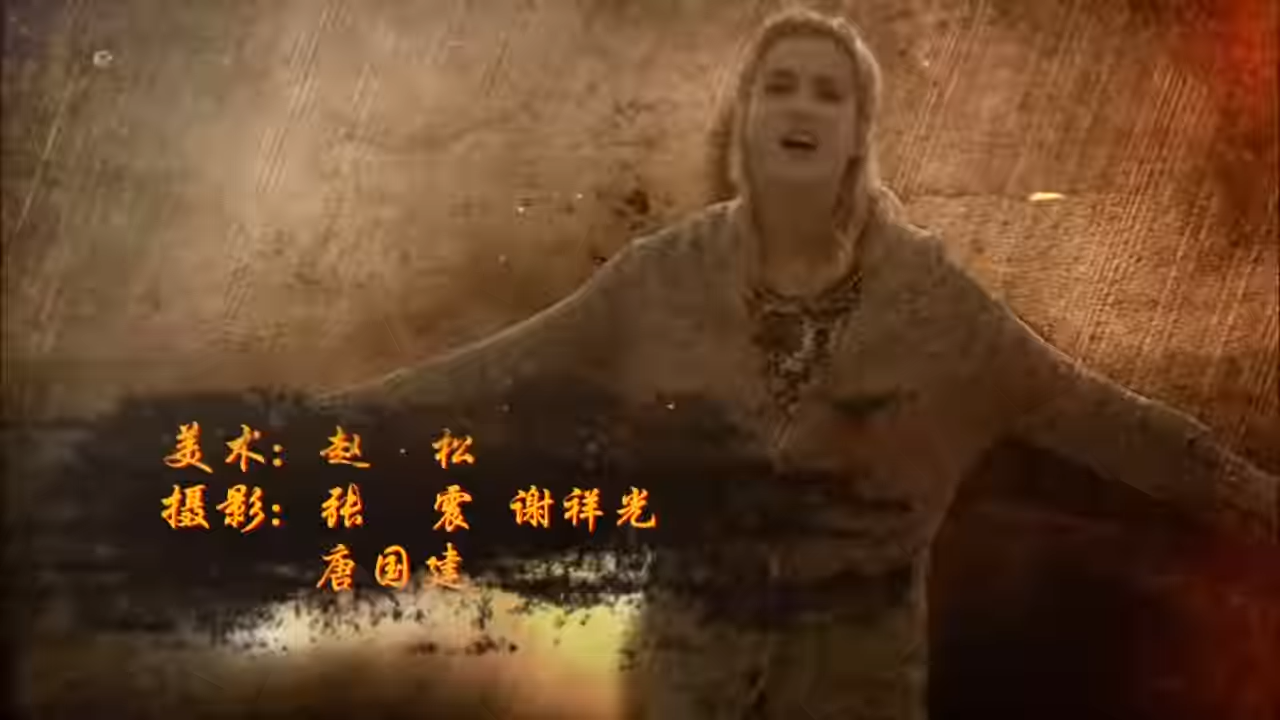 美术：赵 松
摄影：张 震 谢祥光
唐国建